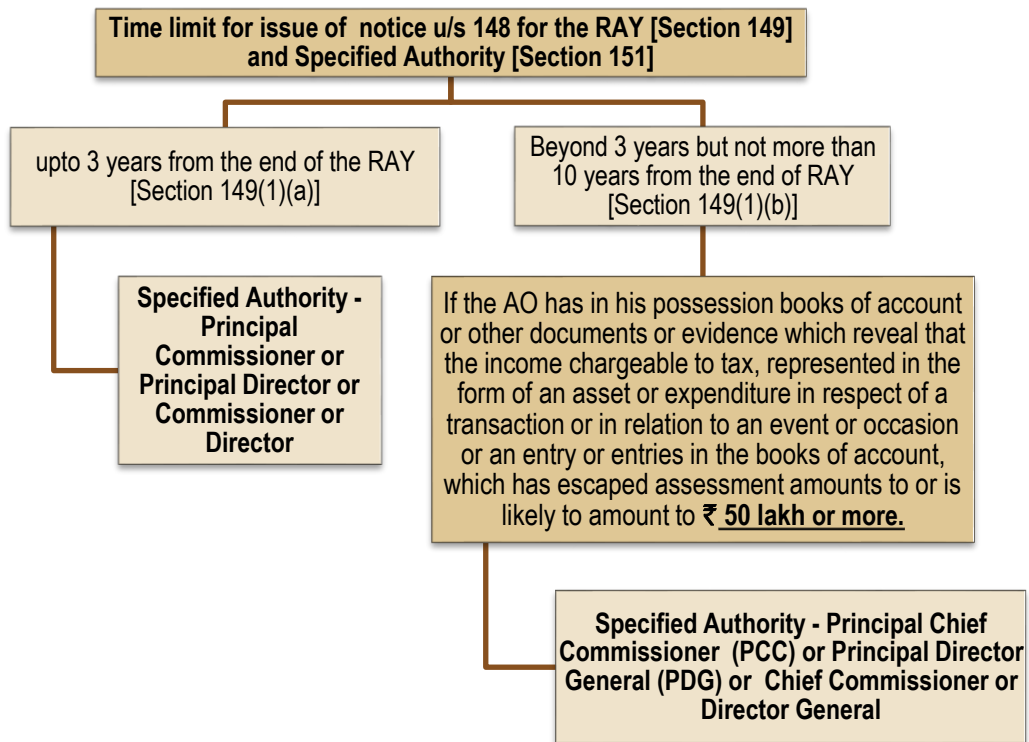 Time limit for issue of notice u/s 148 for the RAY [Section 149]
and Specified Authority [Section 151]
upto 3 years from the end of the RAY
[Section 149(1)(a)]
Specified Authority -
Principal
Commissioner or
Principal Director or
Commissioner or
Director
Beyond 3 years but not more than
10 years from the end of RAY
[Section 149(1)(b)]
If the AO has in his possession books of account
or other documents or evidence which reveal that
the income chargeable to tax, represented in the
form of an asset or expenditure in respect of a
transaction or in relation to an event or occasion
or an entry or entries in the books of account,
which has escaped assessment amounts to or is
likely to amount to ₹ 50 lakh or more.
Specified Authority - Principal Chief
Commissioner (PCC) or Principal Director
General (PDG) or Chief Commissioner or
Director General